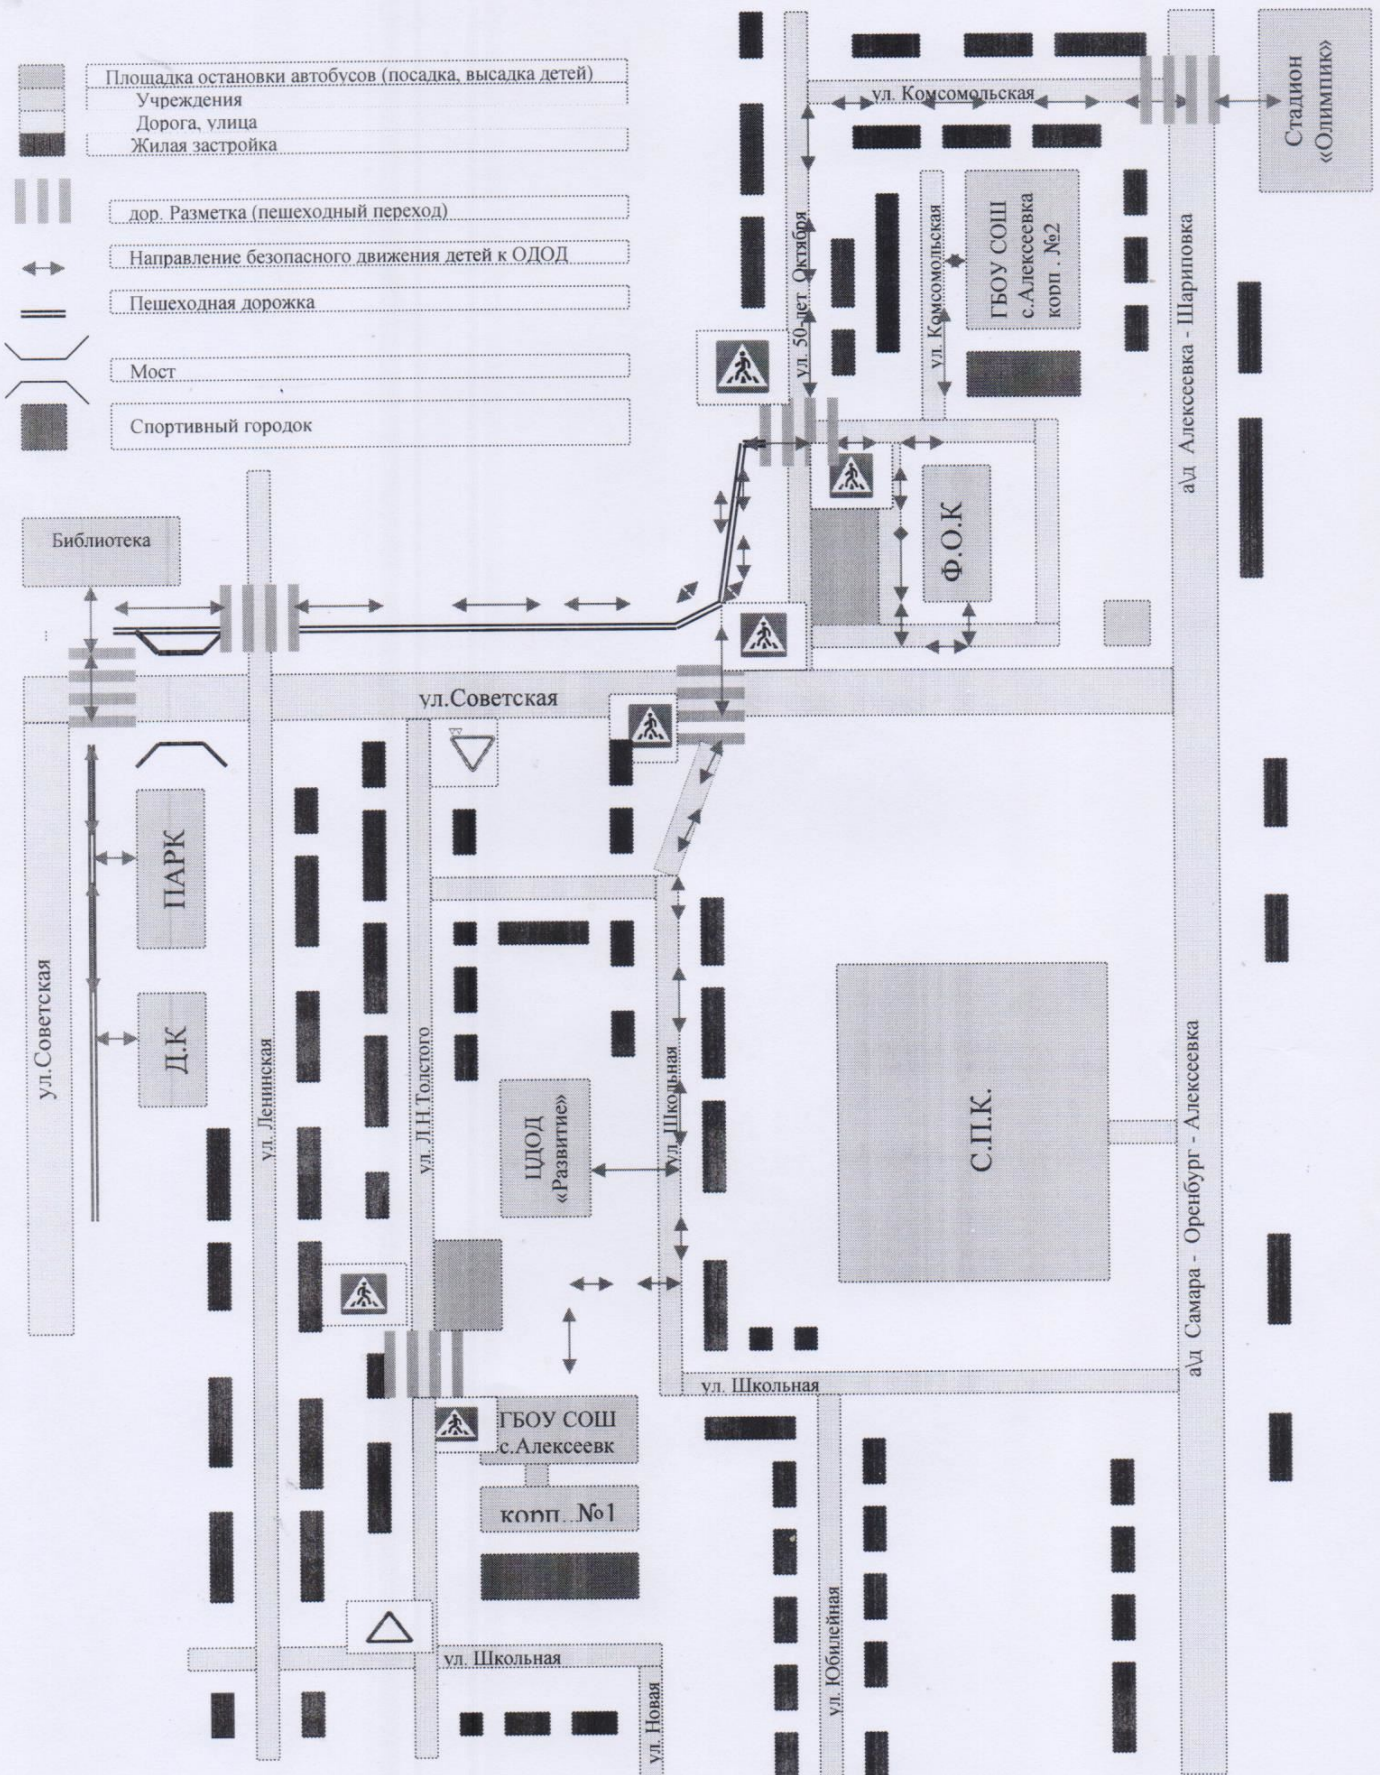 Площадка остановки автобусов (посадка, высадка детей)
Учреждения
Дорога, улица
Жилая застройка
дор. Разметка (пешеходный переход)
Направление безопасного движения детей к ОДОД
Пешеходная дорожка
Мост
Спортивный городок
ул. Комсомольская
Стадион
«Олимпик»
ул. 50-лет Октября
ул. Комсомольская
ГБОУ СОШ
с.Алексеевка
корп . №2
а\д Алексеевка - Шариповка
Ф.О.К
Библиотека
ул.Советская
ПАРК
Д.К
ул.Советская
ул. Ленинская
ул. Л.Н.Толстого
ЦДОД
«Развитие»
ул. Школьная
С.П.К.
а\д Самара - Оренбург - Алексеевка
ул. Школьная
ГБОУ СОШ
с.Алексеевк
корп. .№1
ул. Школьная
ул. Новая
ул. Юбилейная